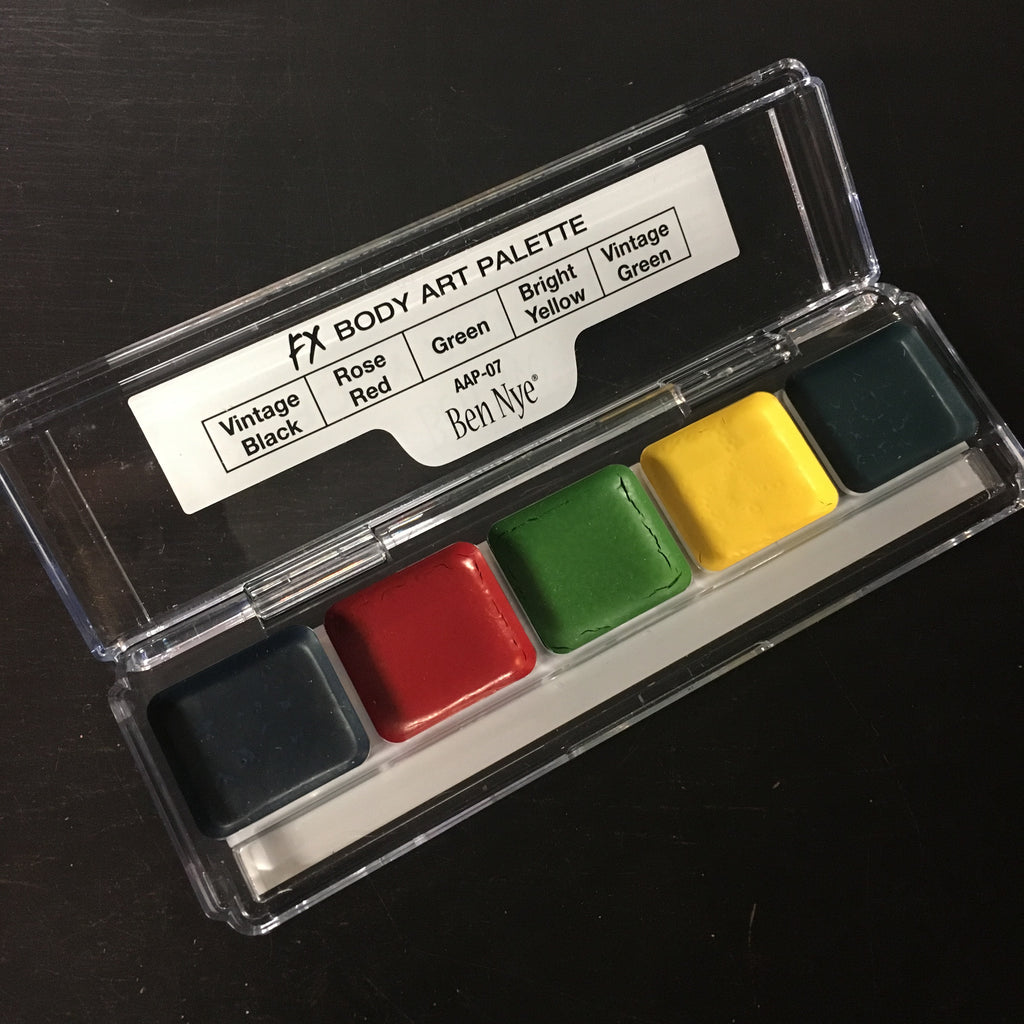 FX BODY ART PALETTE
Vintage Black
Rose Red
Green
Bright Yellow
Vintage Green
AAP-07
Ben Nye®